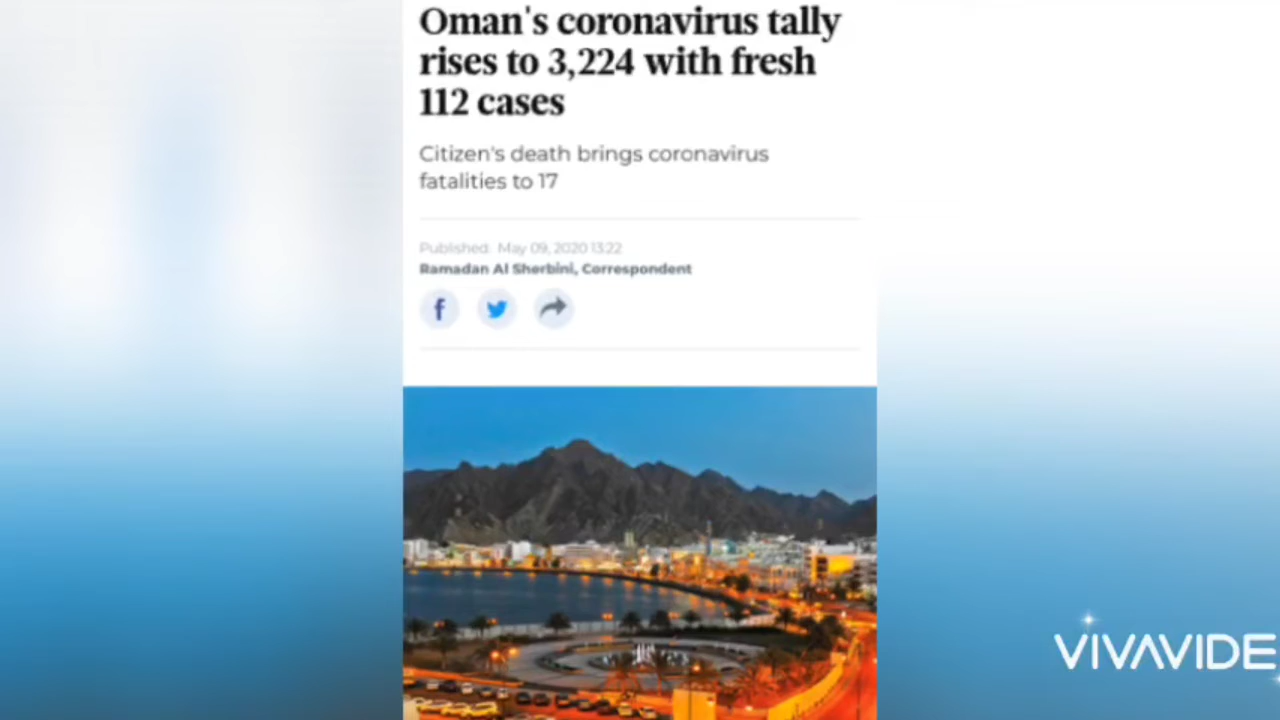 Oman's coronavirus tally
rises to 3,224 with fresh
112 cases
Citizen's death brings coronavirus
fatalities to 17
Published: May 09, 2020 13:22
Ramadan Al Sherbini, Correspondent
VIVAVIDE